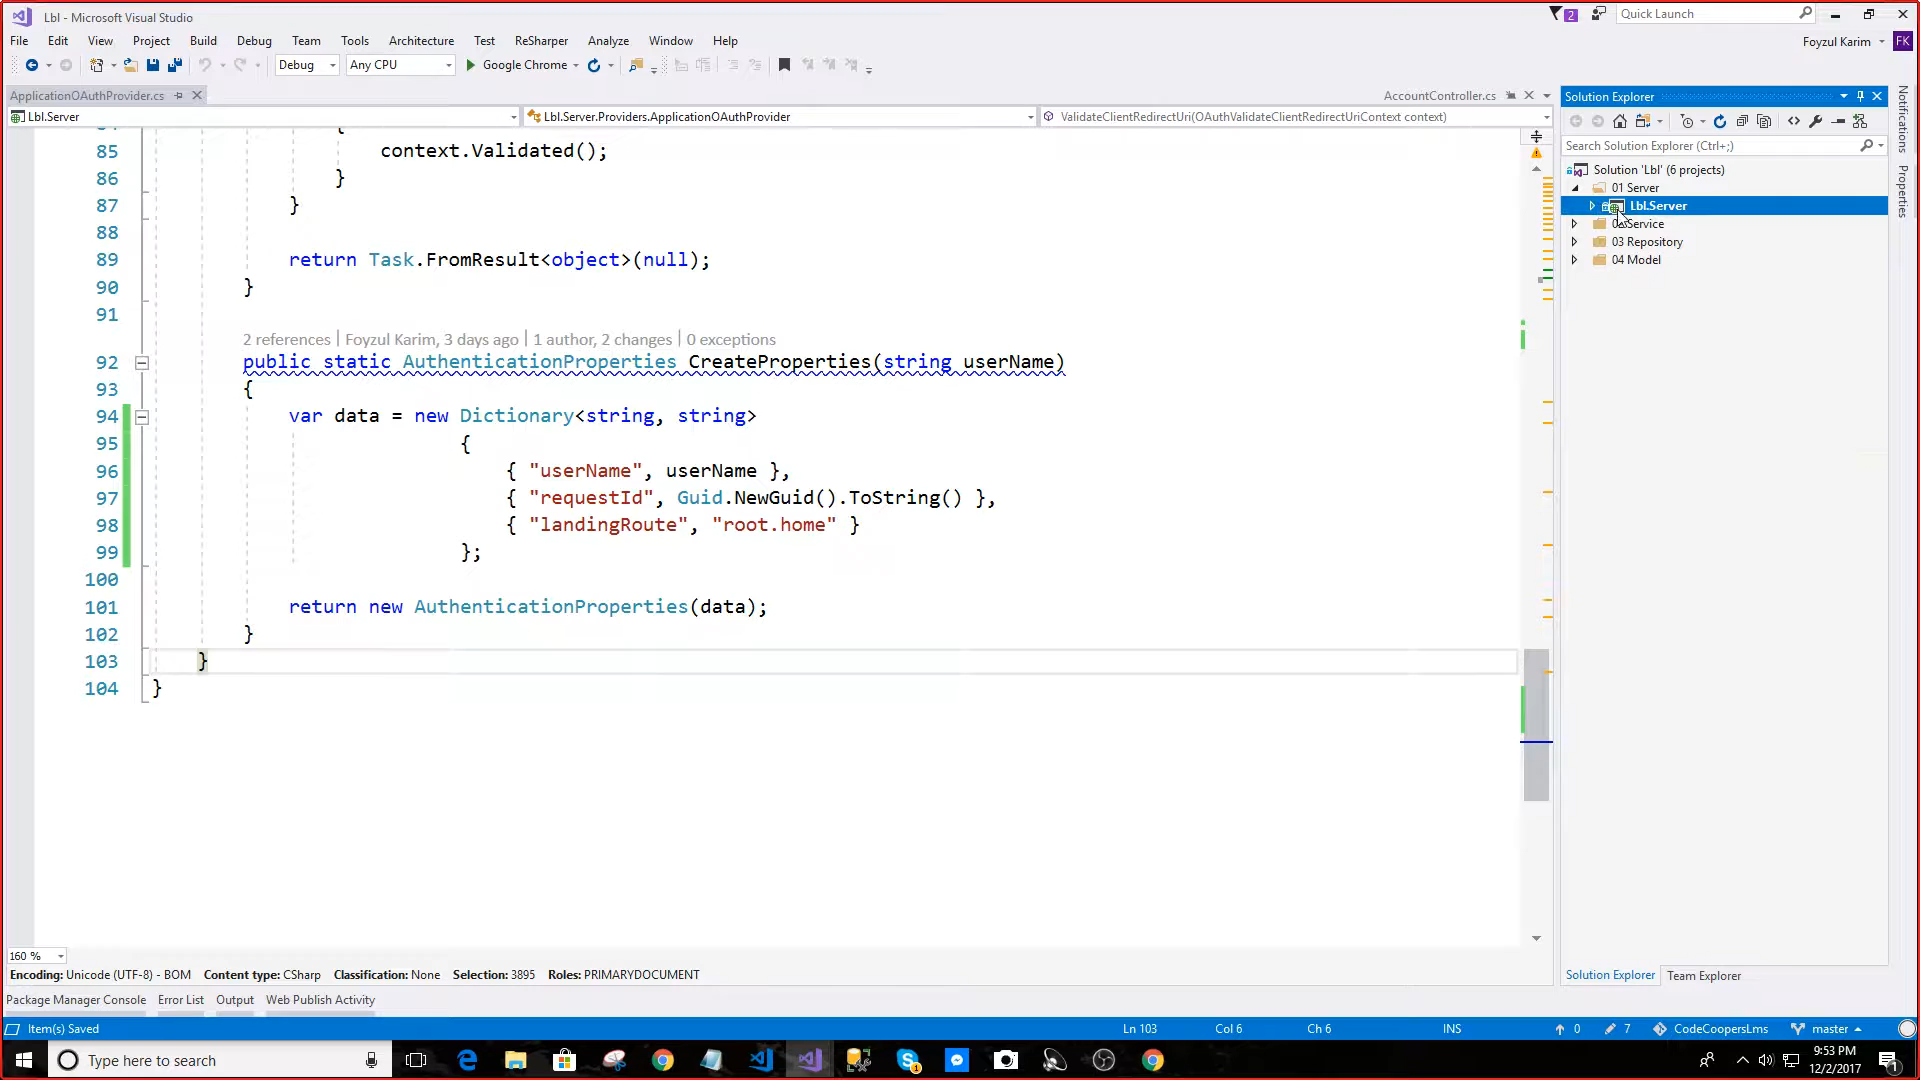 Lbl - Microsoft Visual Studio
2
Quick Launch
File Edit View Project Build Debug Team Tools Architecture Test ReSharper Analyze Window Help
Foyzul Karim FK
Debug Any CPU Google Chrome
ApplicationOAuthProvider.cs
AccountController.cs
Lbl.Server
Lbl.Server.Providers.ApplicationOAuthProvider
ValidateClientRedirectUri(OAuthValidateClientRedirectUriContext context)
85 context.Validated();
86 }
87 }
88
89 return Task.FromResult<object>(null);
90 }
91
2 references | Foyzul Karim, 3 days ago | 1 author, 2 changes | 0 exceptions
92 public static AuthenticationProperties CreateProperties(string userName)
93 {
94 var data = new Dictionary<string, string>
95 {
96 { "userName", userName },
97 { "requestId", Guid.NewGuid().ToString() },
98 { "landingRoute", "root.home" }
99 };
100
101 return new AuthenticationProperties(data);
102 }
103 }
104 }
160 %
Encoding: Unicode (UTF-8) - BOM Content type: CSharp Classification: None Selection: 3895 Roles: PRIMARYDOCUMENT
Package Manager Console Error List Output Web Publish Activity
Item(s) Saved
Ln 103 Col 6 Ch 6 INS 0 7 CodeCoopersLms master
Solution Explorer
Search Solution Explorer (Ctrl+;)
Solution 'Lbl' (6 projects)
01 Server
Lbl.Server
Service
03 Repository
04 Model
Solution Explorer Team Explorer
Notifications
Properties
Type here to search
1
9:53 PM
12/2/2017
1